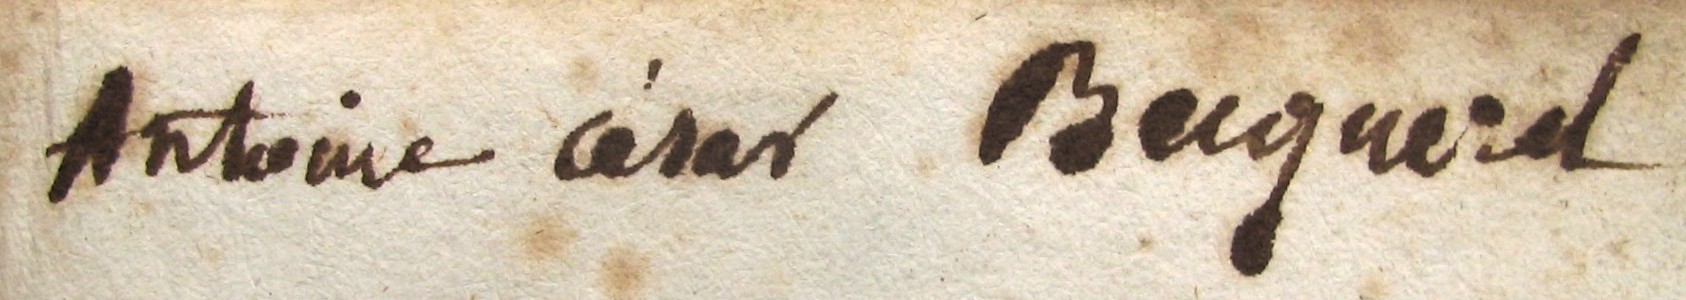 Antoine césar Becquerel